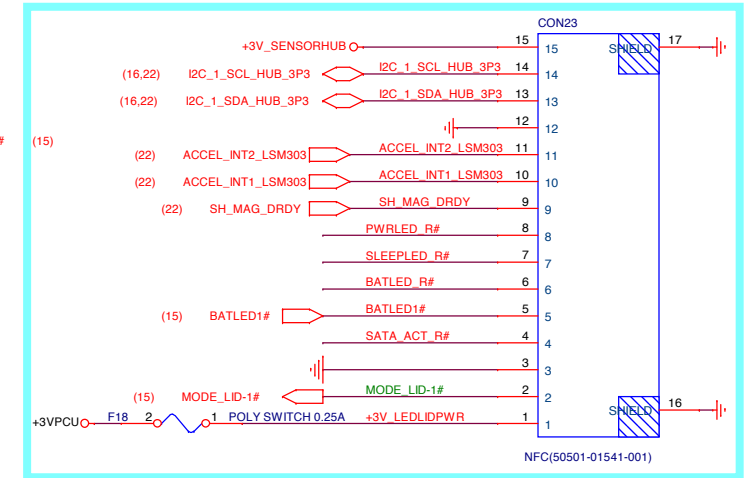 CON23
+3V_SENSORHUB 15 15 SHIELD 17
(16,22) I2C_1_SCL_HUB_3P3 I2C_1_SCL_HUB_3P3 14 14
(16,22) I2C_1_SDA_HUB_3P3 I2C_1_SDA_HUB_3P3 13 13
12 12
# (15)
(22) ACCEL_INT2_LSM303 ACCEL_INT2_LSM303 11 11
(22) ACCEL_INT1_LSM303 ACCEL_INT1_LSM303 10 10
(22) SH_MAG_DRDY SH_MAG_DRDY 9 9
PWRLED_R# 8 8
SLEEPLED_R# 7 7
BATLED_R# 6 6
(15) BATLED1# BATLED1# 5 5
SATA_ACT_R# 4 4
3 3
(15) MODE_LID-1# MODE_LID-1# 2 2
+3VPCU F18 2 1 POLY SWITCH 0.25A +3V_LEDLIDPWR 1 1 SHIELD 16
NFC(50501-01541-001)